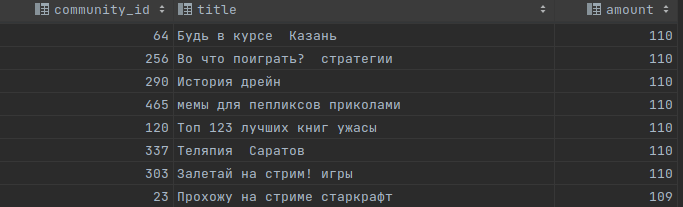 community_id title amount
64 Будь в курсе  Казань 110
256 Во что поиграть?  стратегии 110
290 История дрейн 110
465 мемы для пепликсов приколами 110
120 Топ 123 лучших книг ужасы 110
337 Теляпия  Саратов 110
303 Залетай на стрим! игры 110
23 Прохожу на стриме старкрафт 109